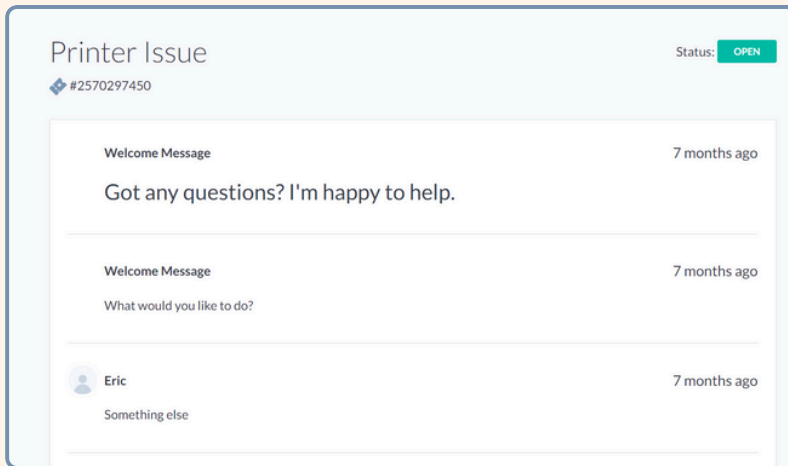 Printer Issue
Status: OPEN
#2570297450
Welcome Message
7 months ago
Got any questions? I'm happy to help.
Welcome Message
7 months ago
What would you like to do?
Eric
7 months ago
Something else